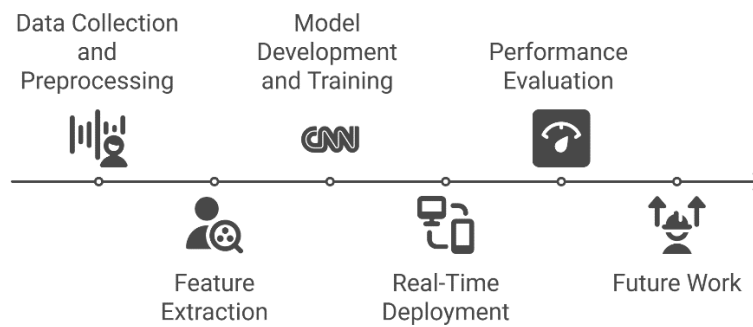 Data Collection
and
Preprocessing
Model
Development
and Training
Performance
Evaluation
CNN
Feature
Extraction
Real-Time
Deployment
Future Work